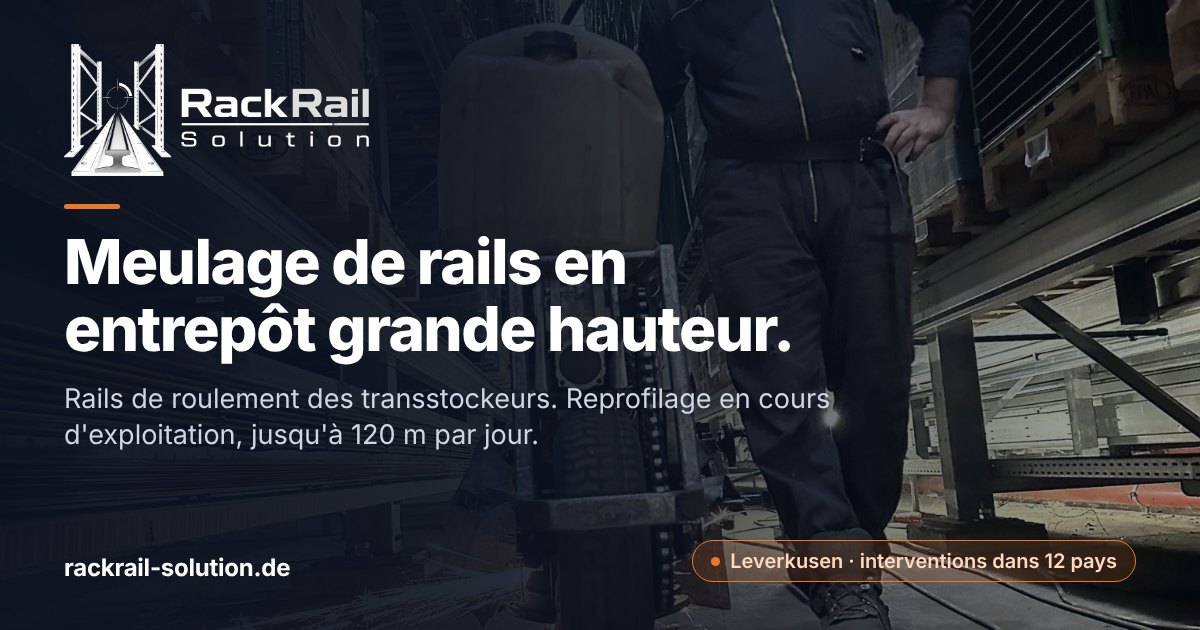 RackRail
Solution
Meulage de rails en
entrepôt grande hauteur.
Rails de roulement des transstockeurs. Reprofilage en cours
d'exploitation, jusqu'à 120 m par jour.
rackrail-solution.de
Leverkusen · interventions dans 12 pays